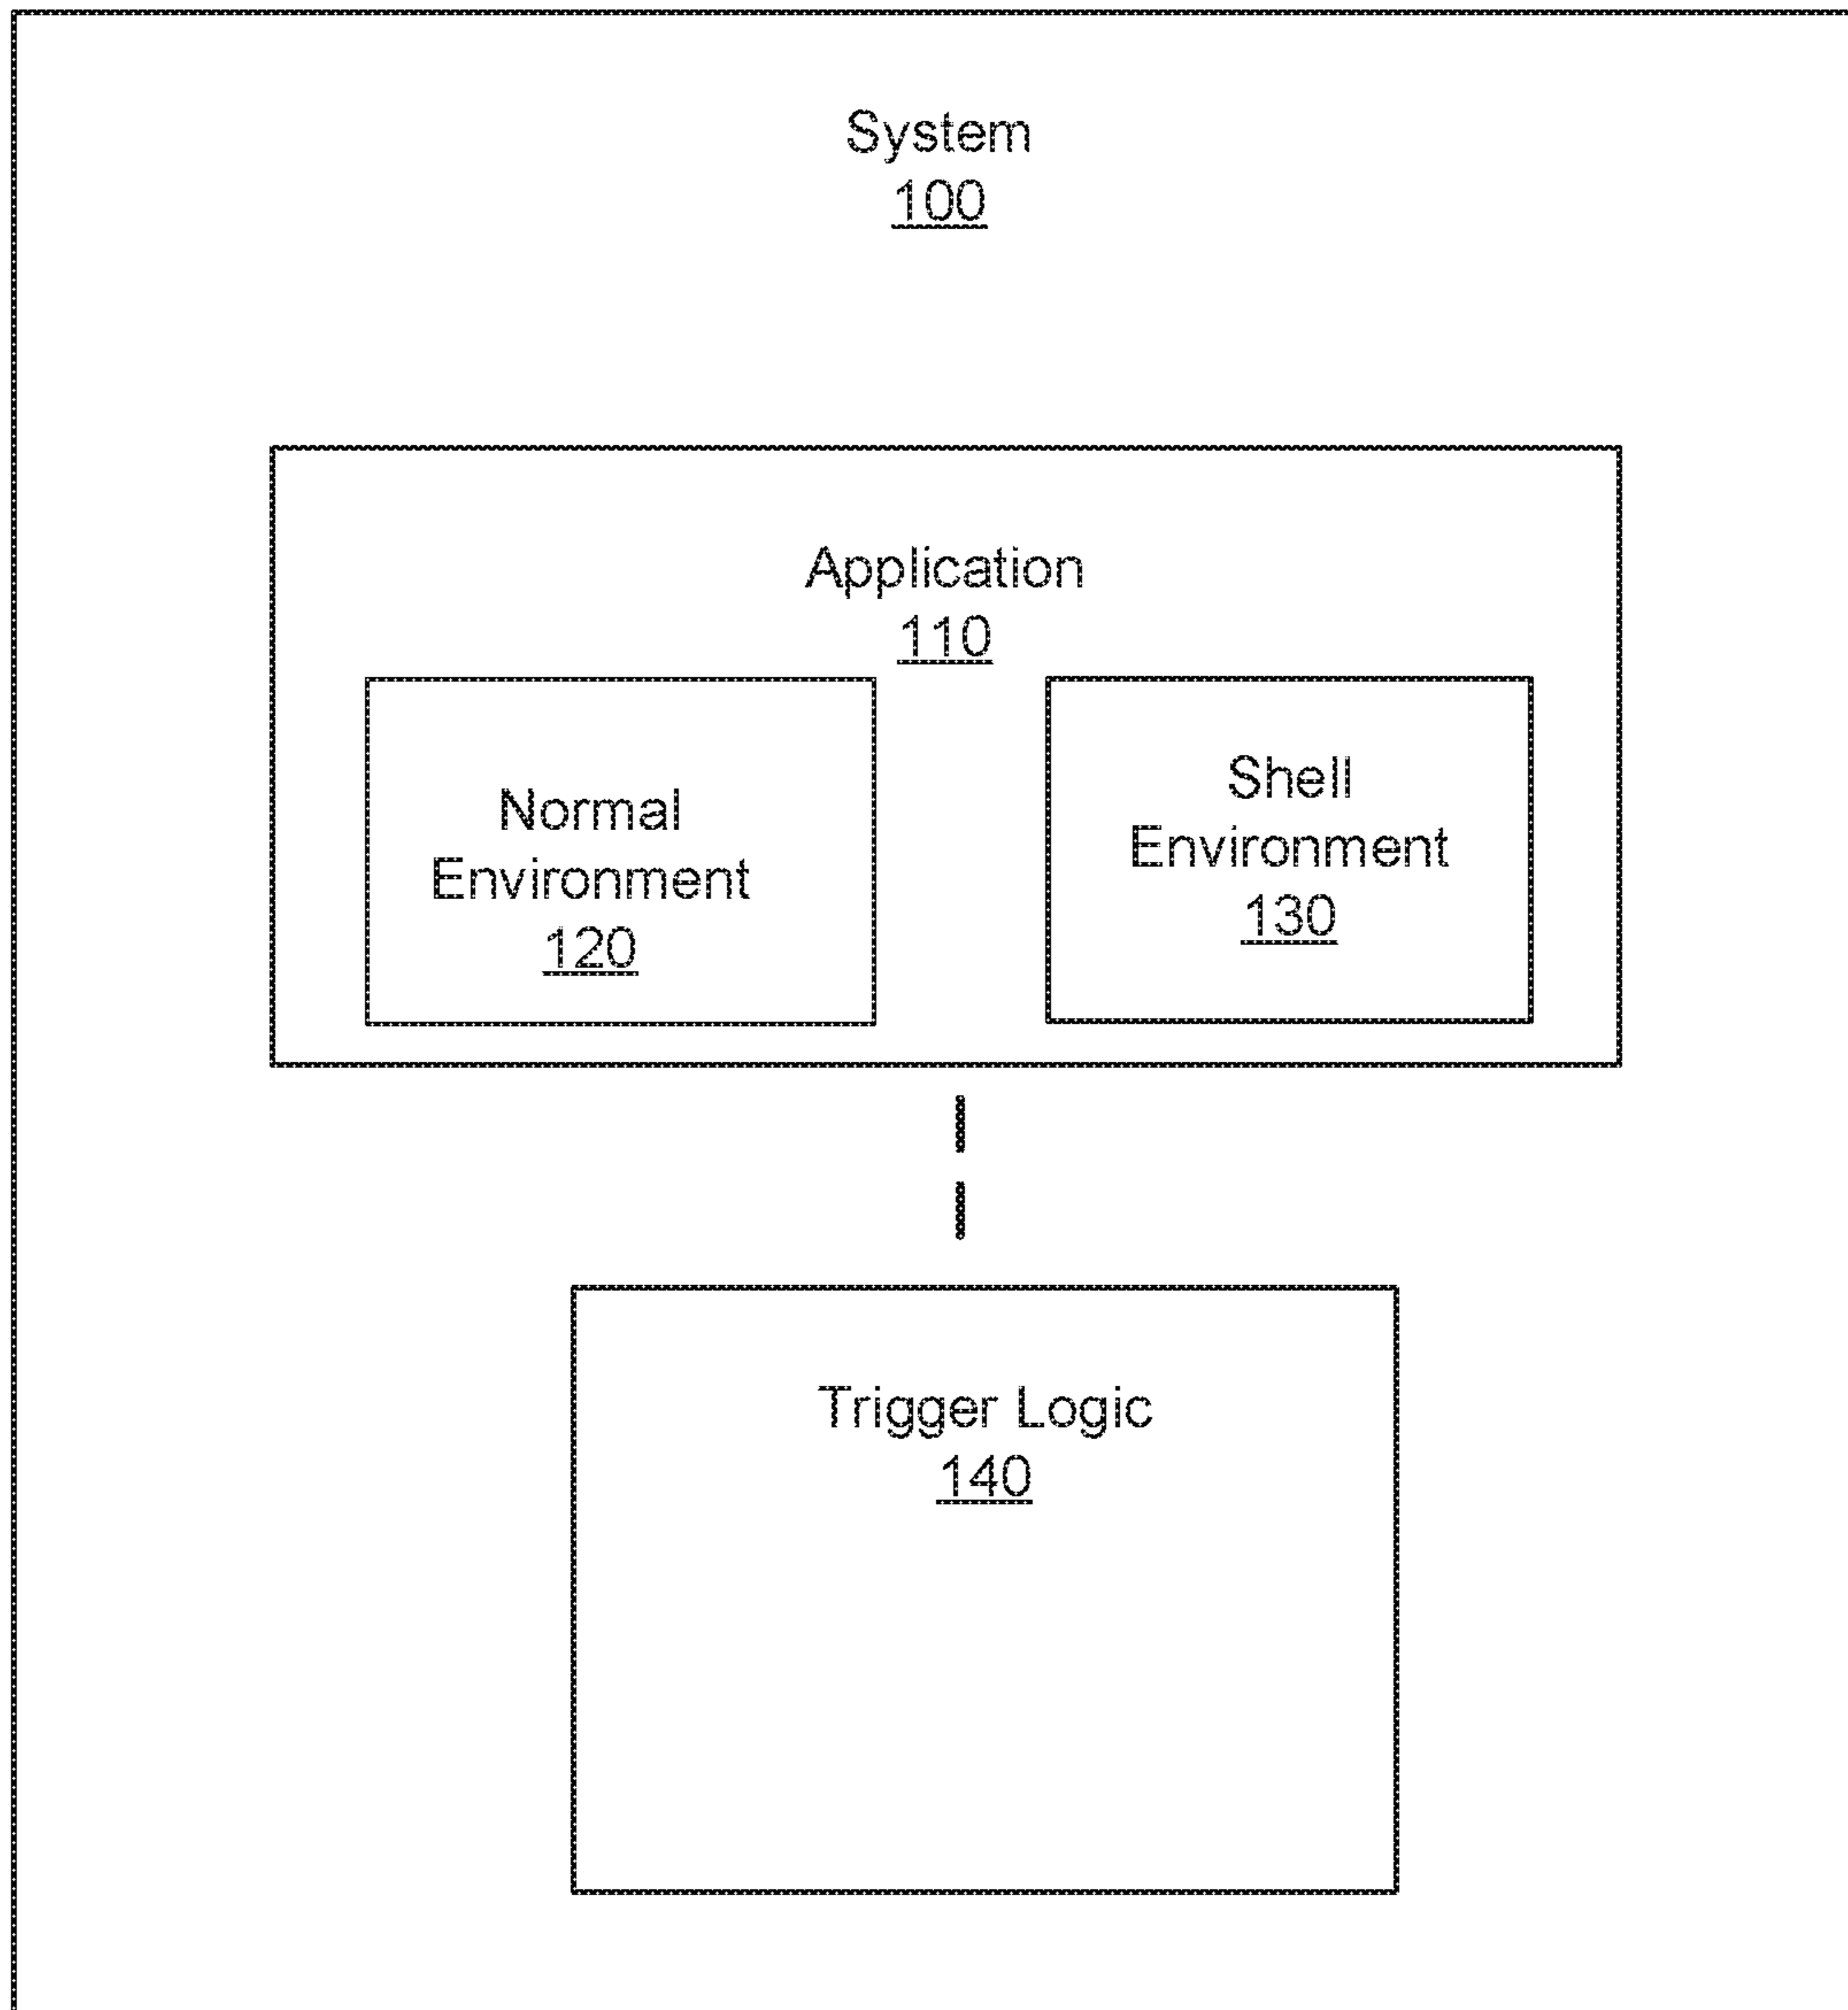 System
100
Application
110
Normal
Environment
120
Shell
Environment
130
Trigger Logic
140